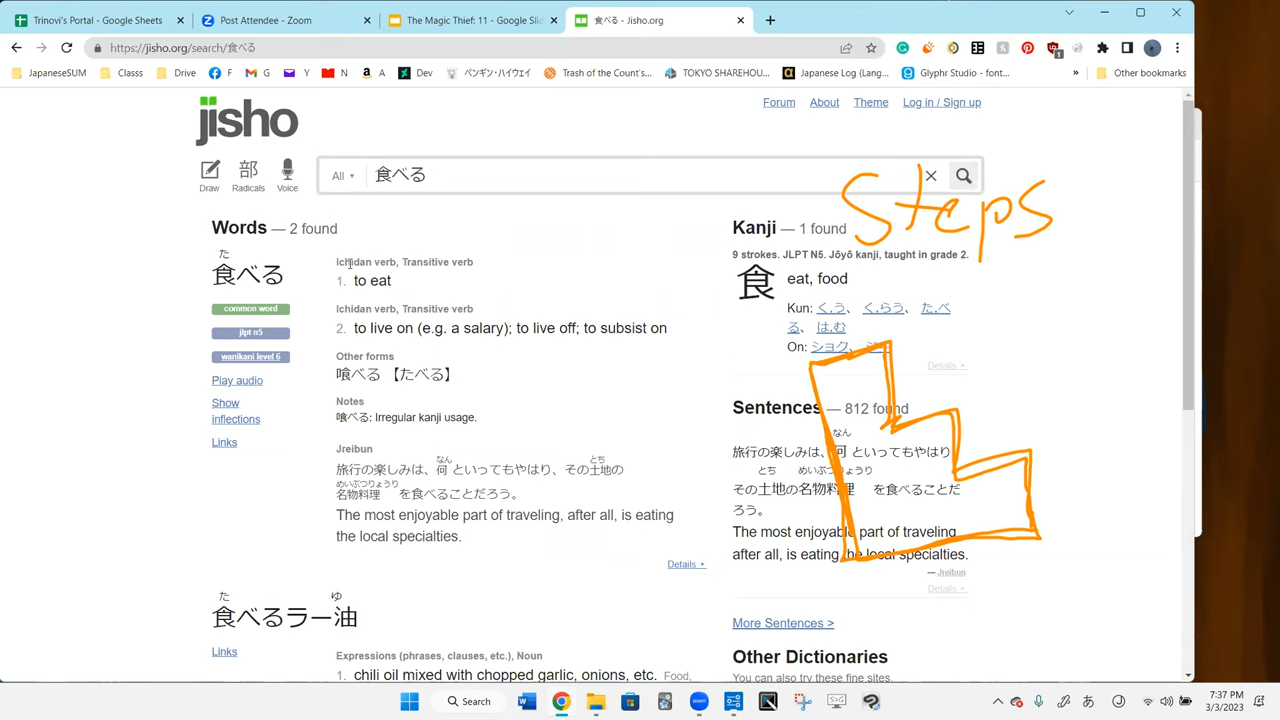 Trinovi's Portal - Google Sheets
Post Attendee - Zoom
The Magic Thief: 11 - Google Slid
食べる - Jisho.org
https://jisho.org/search/食べる
JapaneseSUM
Classs
Drive
F
G
Y
N
A
Dev
ペンギン・ハイウェイ
Trash of the Count's...
TOKYO SHAREHOU...
Japanese Log (Lang...
Glyphr Studio - font...
»
Other bookmarks
jisho
Forum
About
Theme
Log in / Sign up
Draw
部
Radicals
Voice
All
食べる
Steps
Words — 2 found
た
食べる
common word
jlpt n5
wanikani level 6
Play audio
Show
inflections
Links
Ichidan verb, Transitive verb
1. to eat
Ichidan verb, Transitive verb
2. to live on (e.g. a salary); to live off; to subsist on
Other forms
喰べる 【たべる】
Notes
喰べる: Irregular kanji usage.
Jreibun
なん とち
旅行の楽しみは、何といってもやはり、その土地の
めいぶつりょうり
名物料理を食べることだろう。
The most enjoyable part of traveling, after all, is eating
the local specialties.
Details
た ゆ
食べるラー油
Links
Expressions (phrases, clauses, etc.), Noun
1. chili oil mixed with chopped garlic, onions, etc. Food,
Kanji — 1 found
9 strokes. JLPT N5. Jōyō kanji, taught in grade 2.
食
eat, food
Kun: く.う、 く.らう、 た.べ
る、 は.む
On: ショク、
Details
Sentences — 812 found
なん
旅行の楽しみは、何といってもやはり
とち めいぶつりょうり
その土地の名物料理を食べることだ
ろう。
The most enjoyable part of traveling
after all, is eating the local specialties.
— Jreibun
Details
More Sentences >
Other Dictionaries
You can also try these fine sites.
Search
あ
7:37 PM
3/3/2023